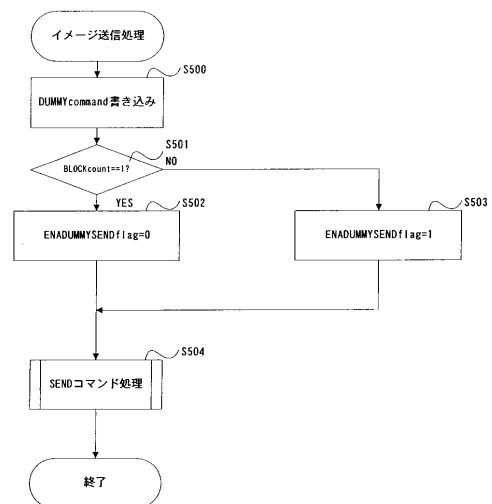 イメージ送信処理
S500
DUMMYcommand書き込み
S501
BLOCKcount==1?
NO
YES
S502
S503
ENADUMMYSENDflag=0
ENADUMMYSENDflag=1
S504
SENDコマンド処理
終了